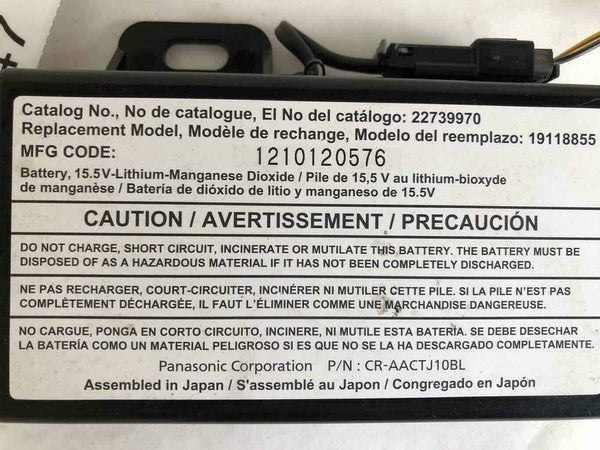 Catalog No., No de catalogue, El No del catálogo: 22739970
Replacement Model, Modèle de rechange, Modelo del reemplazo: 19118855
MFG CODE: 1210120576
Battery, 15.5V-Lithium-Manganese Dioxide / Pile de 15,5 V au lithium-bioxyde
de manganèse / Batería de dióxido de litio y manganeso de 15.5V
CAUTION / AVERTISSEMENT / PRECAUCIÓN
DO NOT CHARGE, SHORT CIRCUIT, INCINERATE OR MUTILATE THIS BATTERY. THE BATTERY MUST BE
DISPOSED OF AS A HAZARDOUS MATERIAL IF IT HAS NOT BEEN COMPLETELY DISCHARGED.
NE PAS RECHARGER, COURT-CIRCUITER, INCINÉRER NI MUTILER CETTE PILE. SI LA PILE N'EST PAS
COMPLÈTEMENT DÉCHARGÉE, IL FAUT L'ÉLIMINER COMME UNE MARCHANDISE DANGEREUSE.
NO CARGUE, PONGA EN CORTO CIRCUITO, INCINERE, NI MUTILE ESTA BATERÍA. SE DEBE DESECHAR
LA BATERÍA COMO UN MATERIAL PELIGROSO SI ES QUE NO SE LA HA DESCARGADO COMPLETAMENTE.
Panasonic Corporation P/N : CR-AACTJ10BL
Assembled in Japan / S'assemblé au Japon / Congregado en Japón